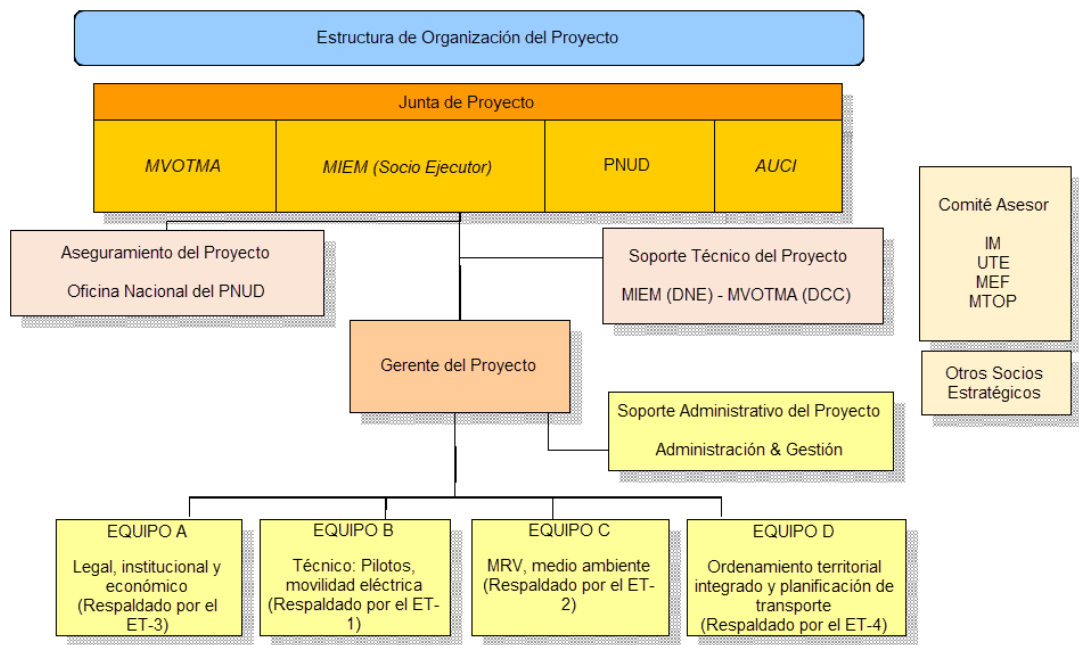 Estructura de Organización del Proyecto
Junta de Proyecto
MVOTMA
MIEM (Socio Ejecutor)
PNUD
AUCI
Comité Asesor
IM
UTE
MEF
MTOP
Aseguramiento del Proyecto
Oficina Nacional del PNUD
Soporte Técnico del Proyecto
MIEM (DNE) - MVOTMA (DCC)
Gerente del Proyecto
Otros Socios
Estratégicos
Soporte Administrativo del Proyecto
Administración & Gestión
EQUIPO A
Legal, institucional y
económico
(Respaldado por el
ET-3)
EQUIPO B
Técnico: Pilotos,
movilidad eléctrica
(Respaldado por el ET-
1)
EQUIPO C
MRV, medio ambiente
(Respaldado por el ET-
2)
EQUIPO D
Ordenamiento territorial
integrado y planificación de
transporte
(Respaldado por el ET-4)